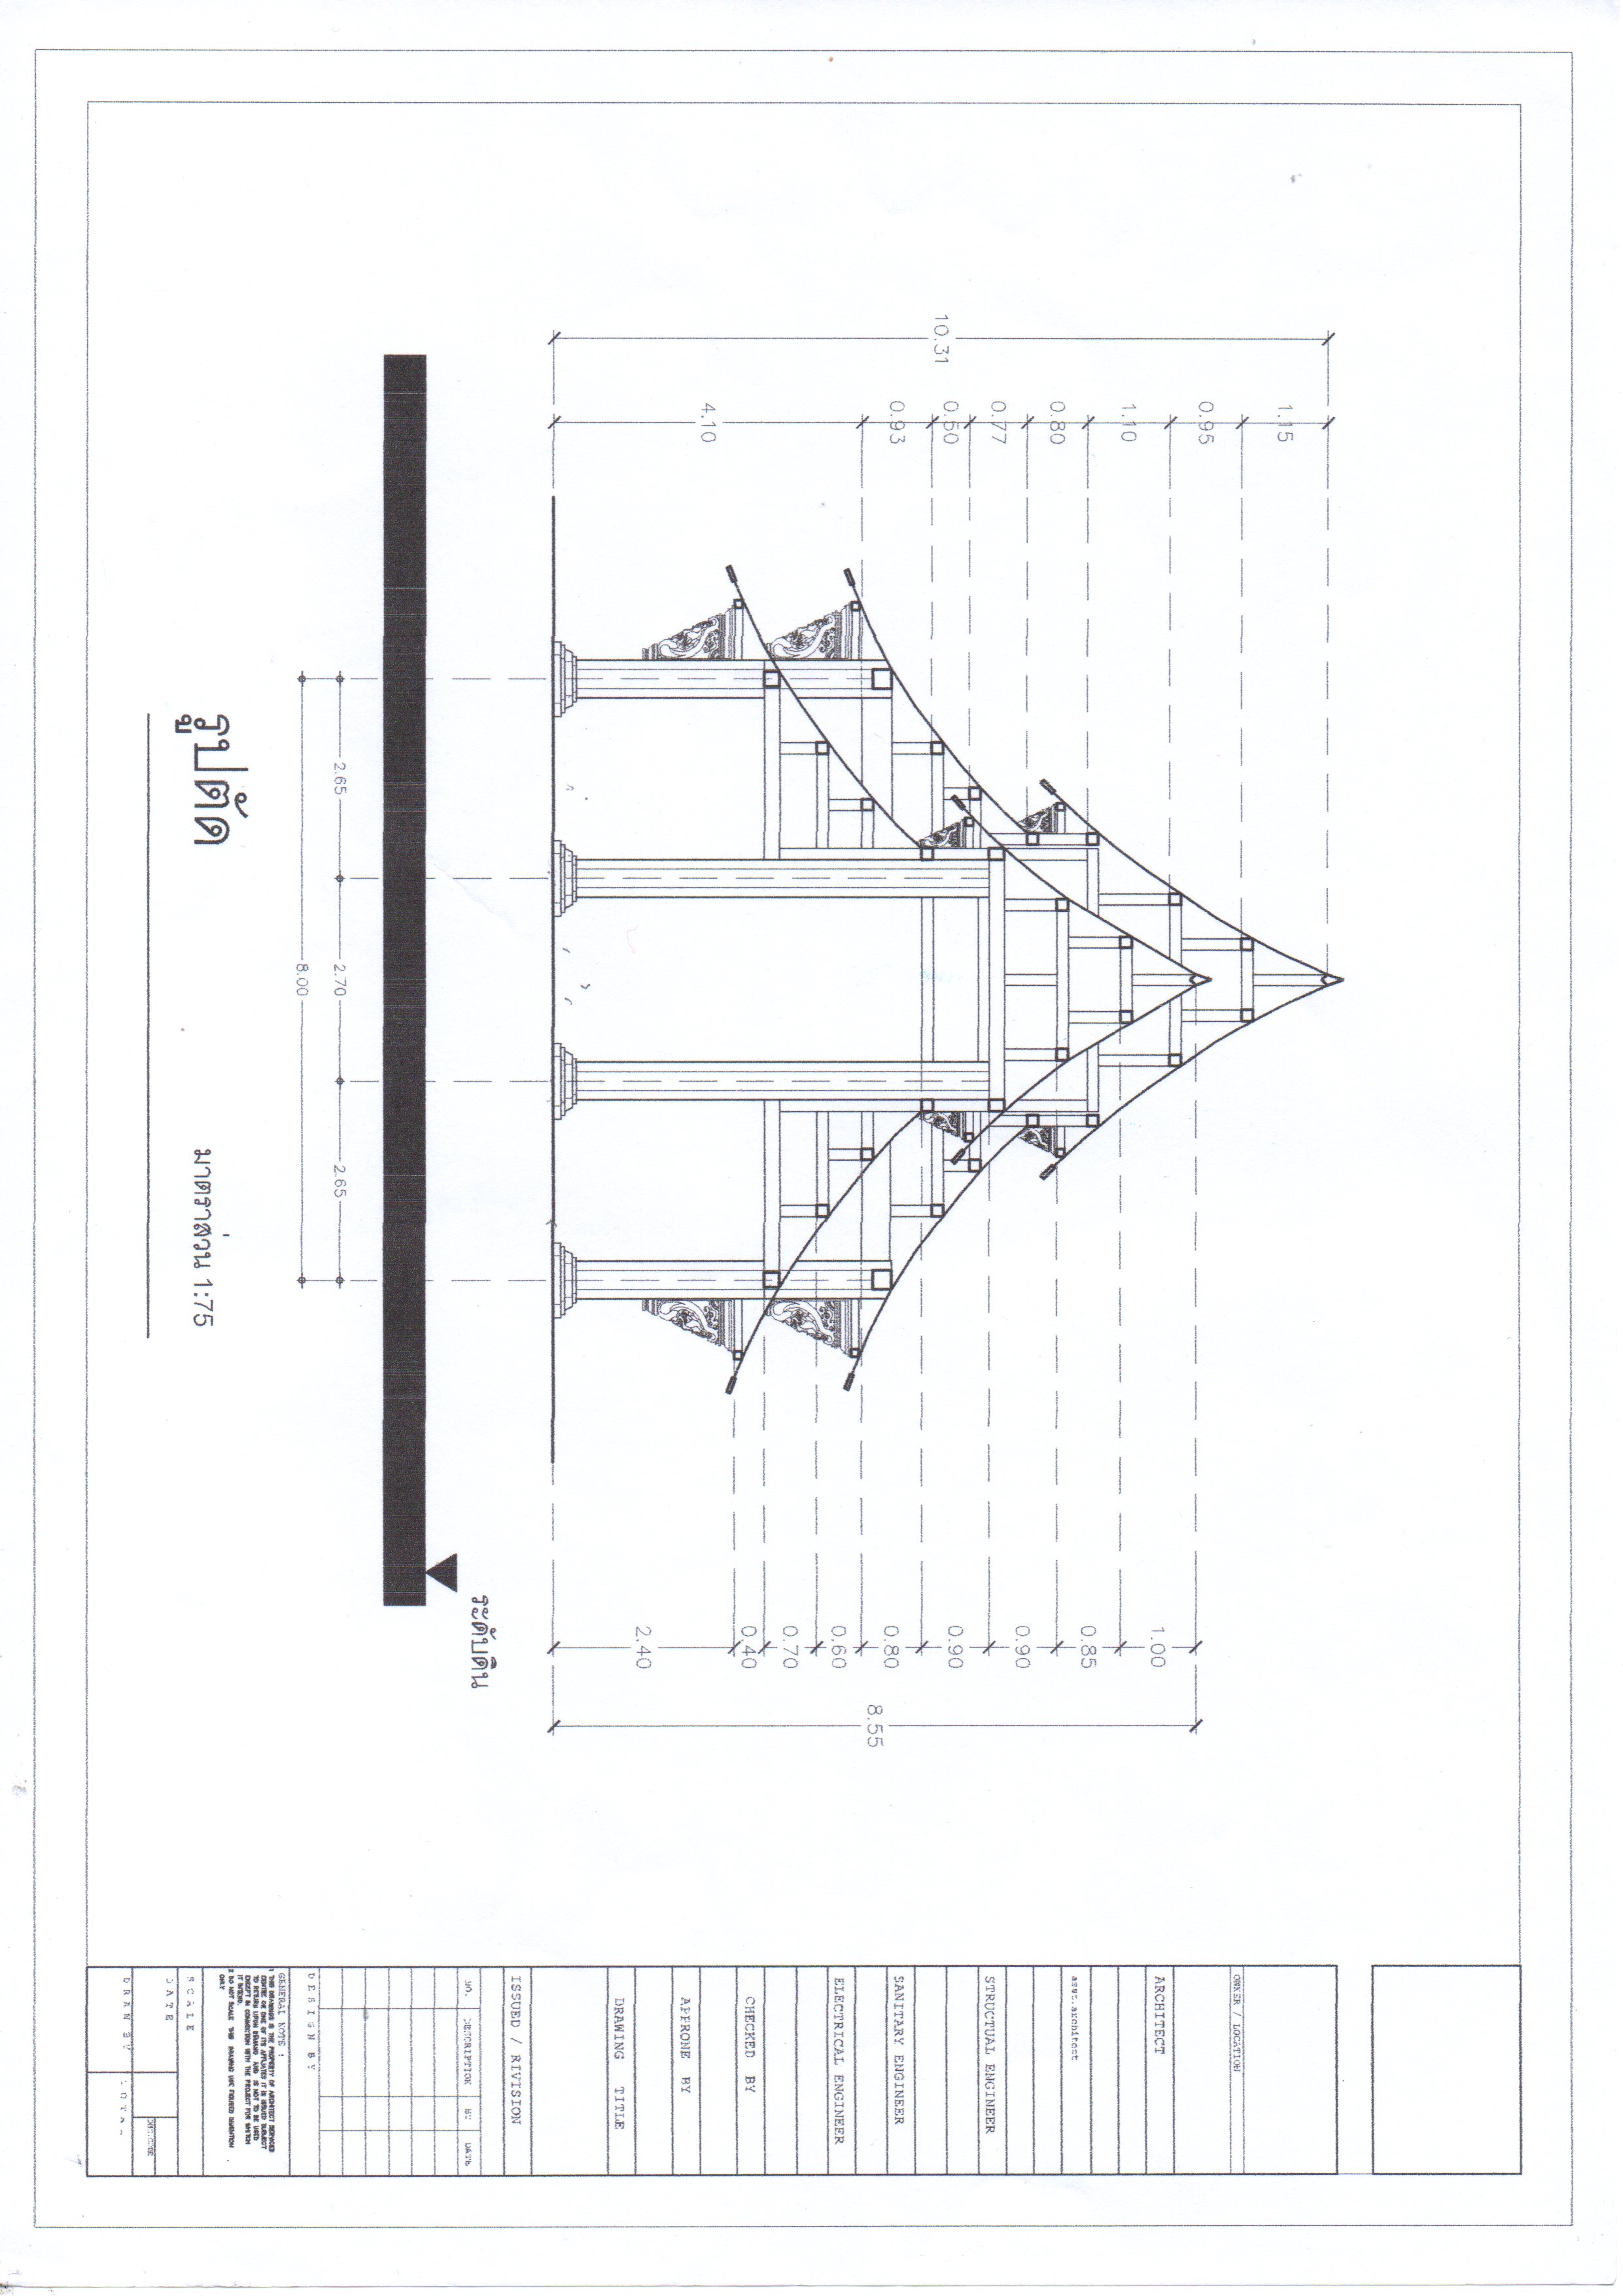 1.15
0.95
1.10
0.80
0.77
0.50
0.93
4.10
10.31
1.00
0.85
0.90
0.90
0.80
0.60
0.70
0.40
2.40
8.55
ระดับดิน
2.65 2.70 2.65
8.00
รูปตัด มาตราส่วน 1:75
OWNER / LOCATION
ARCHITECT
asst.architect
STRUCTUAL ENGINEER
SANITARY ENGINEER
ELECTRICAL ENGINEER
CHECKED BY
APPRONE BY
DRAWING TITLE
ISSUED / RIVISION
NO. DESCRIPTION BY DATE
DESIGN BY
GENERAL NOTE :
1 THIS DRAWINGS IS THE PROPERTY OF ARCHITECT SERVICES
CENTRE OR ONE OF ITS AFFLIATES IT IS ISSUED SUBJECT
TO RETURN UPON DEMAND AND IS NOT TO BE USED
EXCEPT IN CONNECTION WITH THE PROJECT FOR WHICH
IT INTEND.
2 DO NOT SCALE THIS DRAWING USE FIGURED DIMENTION
ONLY
SCALE
DATE
DRAN BY TOTAL